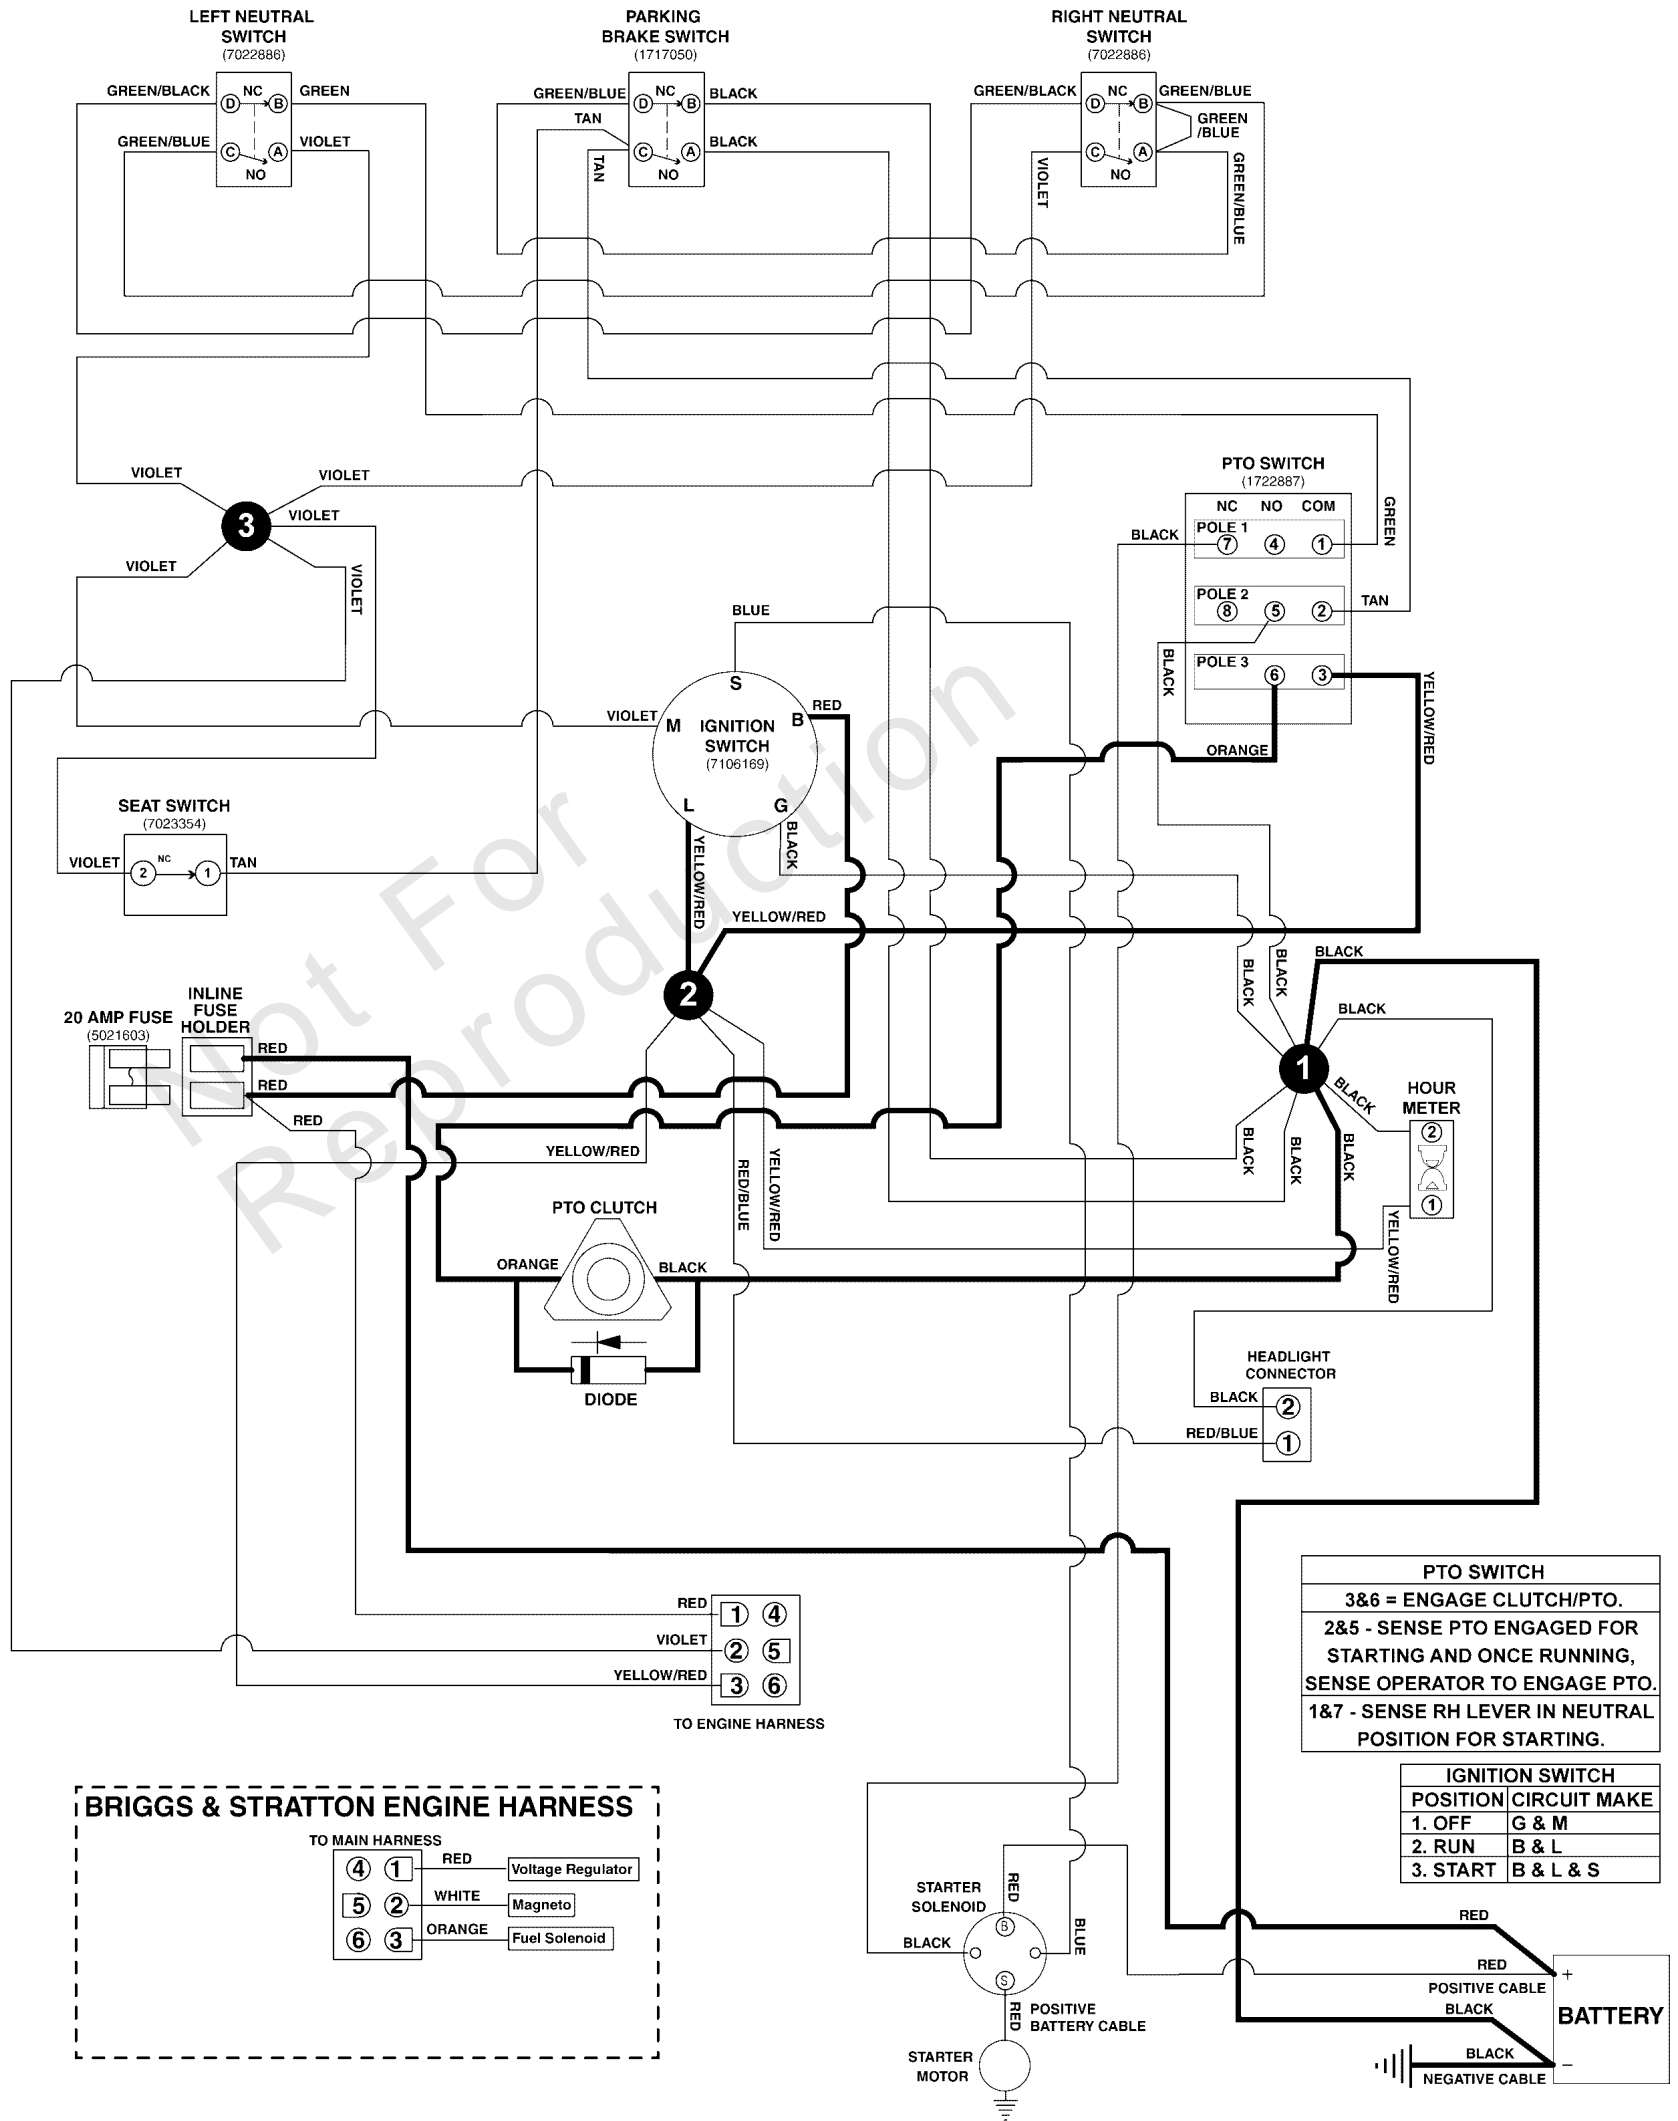 LEFT NEUTRAL
SWITCH
(7022886)
PARKING
BRAKE SWITCH
(1717050)
RIGHT NEUTRAL
SWITCH
(7022886)
GREEN/BLACK
D
NC
B
GREEN
GREEN/BLUE
C
A
VIOLET
NO
GREEN/BLUE
D
NC
B
BLACK
TAN
C
A
BLACK
TAN
NO
GREEN/BLACK
D
NC
B
GREEN/BLUE
GREEN
/BLUE
C
A
NO
VIOLET
GREEN/BLUE
VIOLET
VIOLET
3
VIOLET
VIOLET
VIOLET
PTO SWITCH
(1722887)
NC NO COM
POLE 1
BLACK
7 4 1
GREEN
POLE 2
8 5 2
TAN
BLACK
POLE 3
6 3
YELLOW/RED
ORANGE
BLUE
S
VIOLET
M
IGNITION
SWITCH
(7106169)
B
RED
L
G
YELLOW/RED
BLACK
SEAT SWITCH
(7023354)
VIOLET
2
NC
1
TAN
YELLOW/RED
2
BLACK
BLACK
BLACK
BLACK
1
BLACK
HOUR
METER
2
1
BLACK
BLACK
BLACK
YELLOW/RED
20 AMP FUSE
(5021603)
INLINE
FUSE
HOLDER
RED
RED
RED
YELLOW/RED
RED/BLUE
YELLOW/RED
PTO CLUTCH
ORANGE
BLACK
DIODE
HEADLIGHT
CONNECTOR
BLACK
2
RED/BLUE
1
RED
1 4
VIOLET
2 5
YELLOW/RED
3 6
TO ENGINE HARNESS
PTO SWITCH
3&6 = ENGAGE CLUTCH/PTO.
2&5 - SENSE PTO ENGAGED FOR
STARTING AND ONCE RUNNING,
SENSE OPERATOR TO ENGAGE PTO.
1&7 - SENSE RH LEVER IN NEUTRAL
POSITION FOR STARTING.
IGNITION SWITCH
POSITION CIRCUIT MAKE
1. OFF G & M
2. RUN B & L
3. START B & L & S
BRIGGS & STRATTON ENGINE HARNESS
TO MAIN HARNESS
4 1
RED
Voltage Regulator
5 2
WHITE
Magneto
6 3
ORANGE
Fuel Solenoid
STARTER
SOLENOID
RED
B
BLACK
BLUE
S
RED
POSITIVE
BATTERY CABLE
STARTER
MOTOR
RED
RED
+
POSITIVE CABLE
BLACK
BATTERY
BLACK
−
NEGATIVE CABLE
Not For
Reproduction